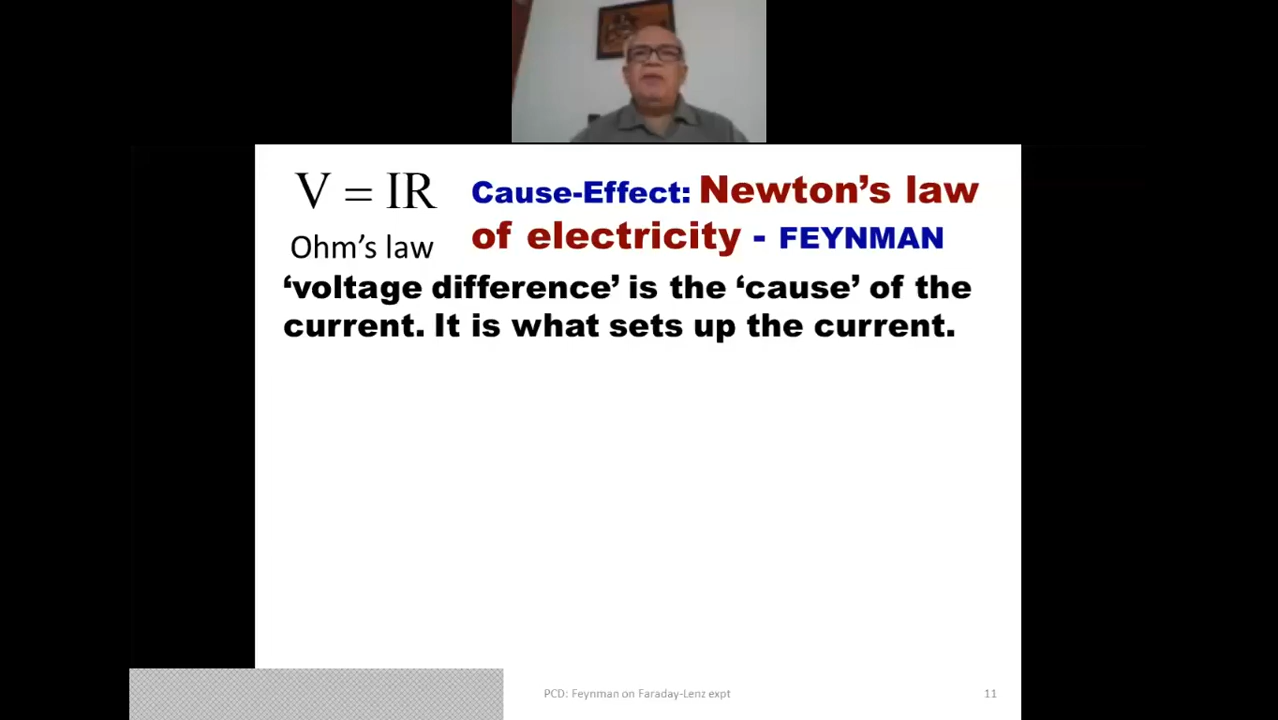 V = IR
Ohm’s law
Cause-Effect: Newton’s law
of electricity - FEYNMAN
‘voltage difference’ is the ‘cause’ of the
current. It is what sets up the current.
PCD: Feynman on Faraday-Lenz expt
11